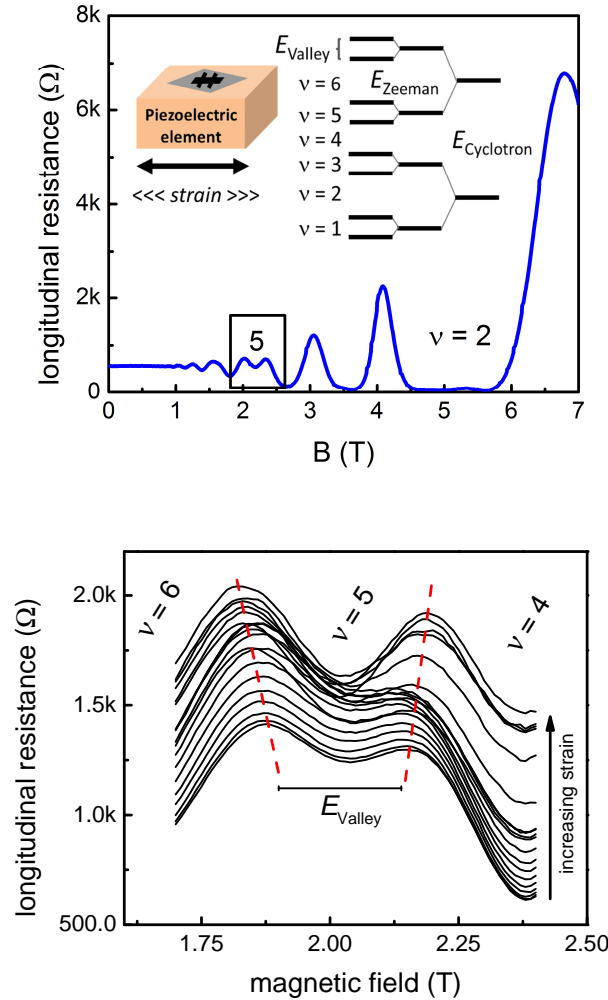 8k
6k
4k
2k
0
longitudinal resistance (Ω)
Piezoelectric
element
<<< strain >>>
E_Valley
ν = 6
E_Zeeman
ν = 5
ν = 4
E_Cyclotron
ν = 3
ν = 2
ν = 1
5
ν = 2
0 1 2 3 4 5 6 7
B (T)
2.0k
1.5k
1.0k
500.0
longitudinal resistance (Ω)
ν = 6
ν = 5
ν = 4
E_Valley
increasing strain
1.75 2.00 2.25 2.50
magnetic field (T)